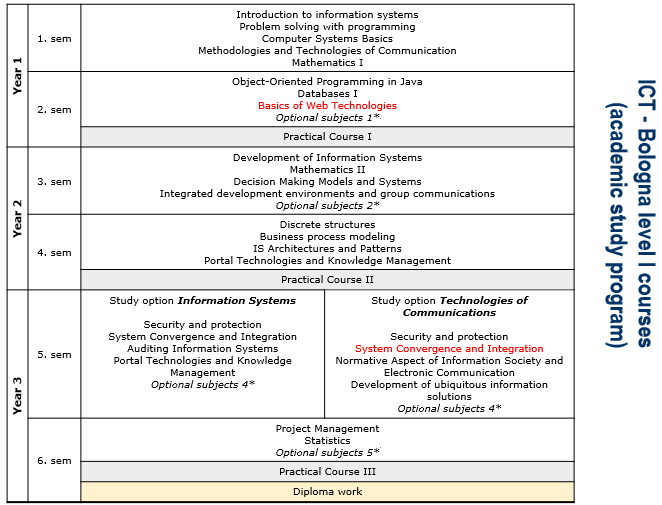 Year 1
1. sem
Introduction to information systems
Problem solving with programming
Computer Systems Basics
Methodologies and Technologies of Communication
Mathematics I
2. sem
Object-Oriented Programming in Java
Databases I
Basics of Web Technologies
Optional subjects 1*
Practical Course I
Year 2
3. sem
Development of Information Systems
Mathematics II
Decision Making Models and Systems
Integrated development environments and group communications
Optional subjects 2*
4. sem
Discrete structures
Business process modeling
IS Architectures and Patterns
Portal Technologies and Knowledge Management
Practical Course II
Year 3
5. sem
Study option Information Systems
Security and protection
System Convergence and Integration
Auditing Information Systems
Portal Technologies and Knowledge
Management
Optional subjects 4*
Study option Technologies of
Communications
Security and protection
System Convergence and Integration
Normative Aspect of Information Society and
Electronic Communication
Development of ubiquitous information
solutions
Optional subjects 4*
6. sem
Project Management
Statistics
Optional subjects 5*
Practical Course III
Diploma work
ICT - Bologna level I courses
(academic study program)